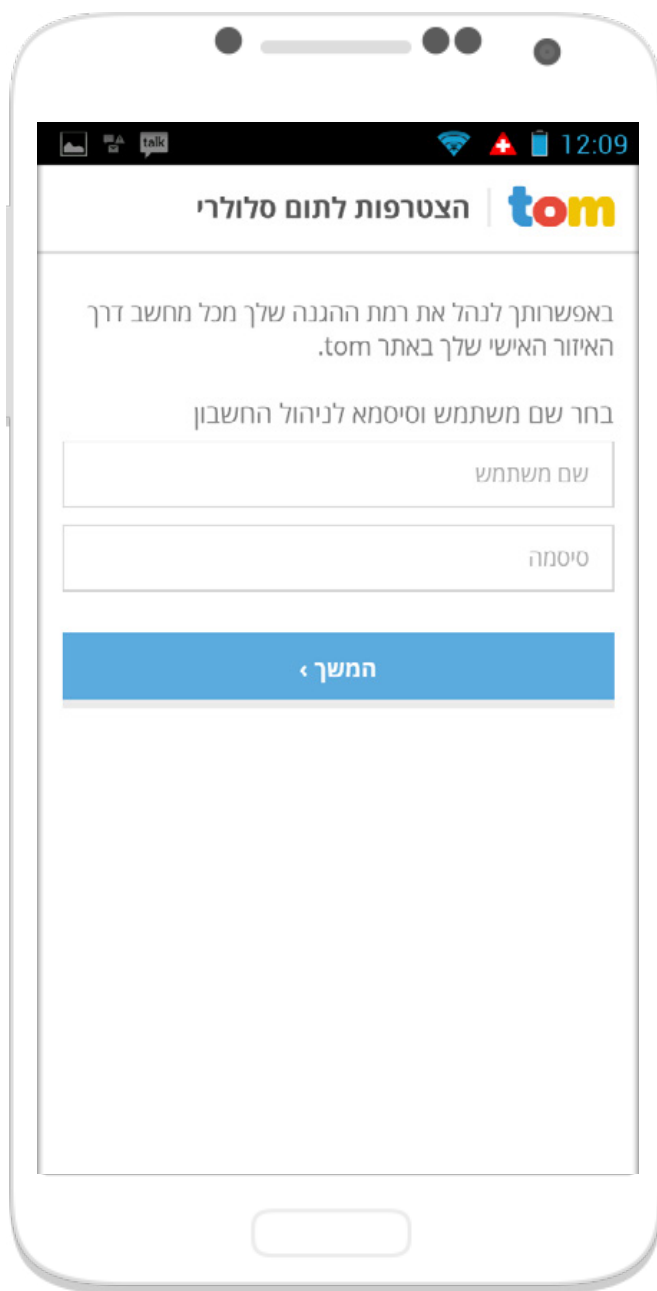 talk
12:09
tom | הצטרפות לתום סלולרי
באפשרותך לנהל את רמת ההגנה שלך מכל מחשב דרך
האיזור האישי שלך באתר tom.
בחר שם משתמש וסיסמא לניהול החשבון
שם משתמש
סיסמה
המשך ›